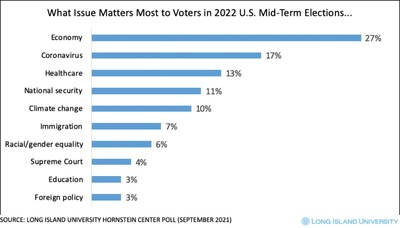 What Issue Matters Most to Voters in 2022 U.S. Mid-Term Elections...
Economy 27%
Coronavirus 17%
Healthcare 13%
National security 11%
Climate change 10%
Immigration 7%
Racial/gender equality 6%
Supreme Court 4%
Education 3%
Foreign policy 3%
SOURCE: LONG ISLAND UNIVERSITY HORNSTEIN CENTER POLL (SEPTEMBER 2021)
LONG ISLAND UNIVERSITY